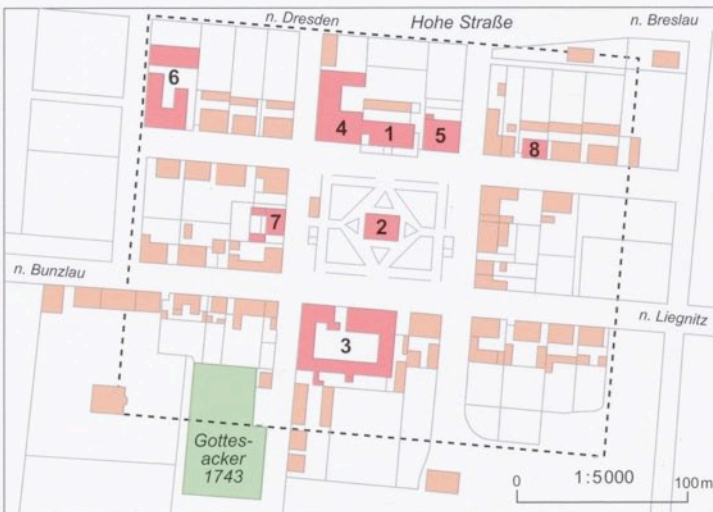 n. Dresden
Hohe Straße
n. Breslau
6
4
1
5
8
7
2
n. Bunzlau
n. Liegnitz
3
Gottes-
acker
1743
0
1:5000
100 m